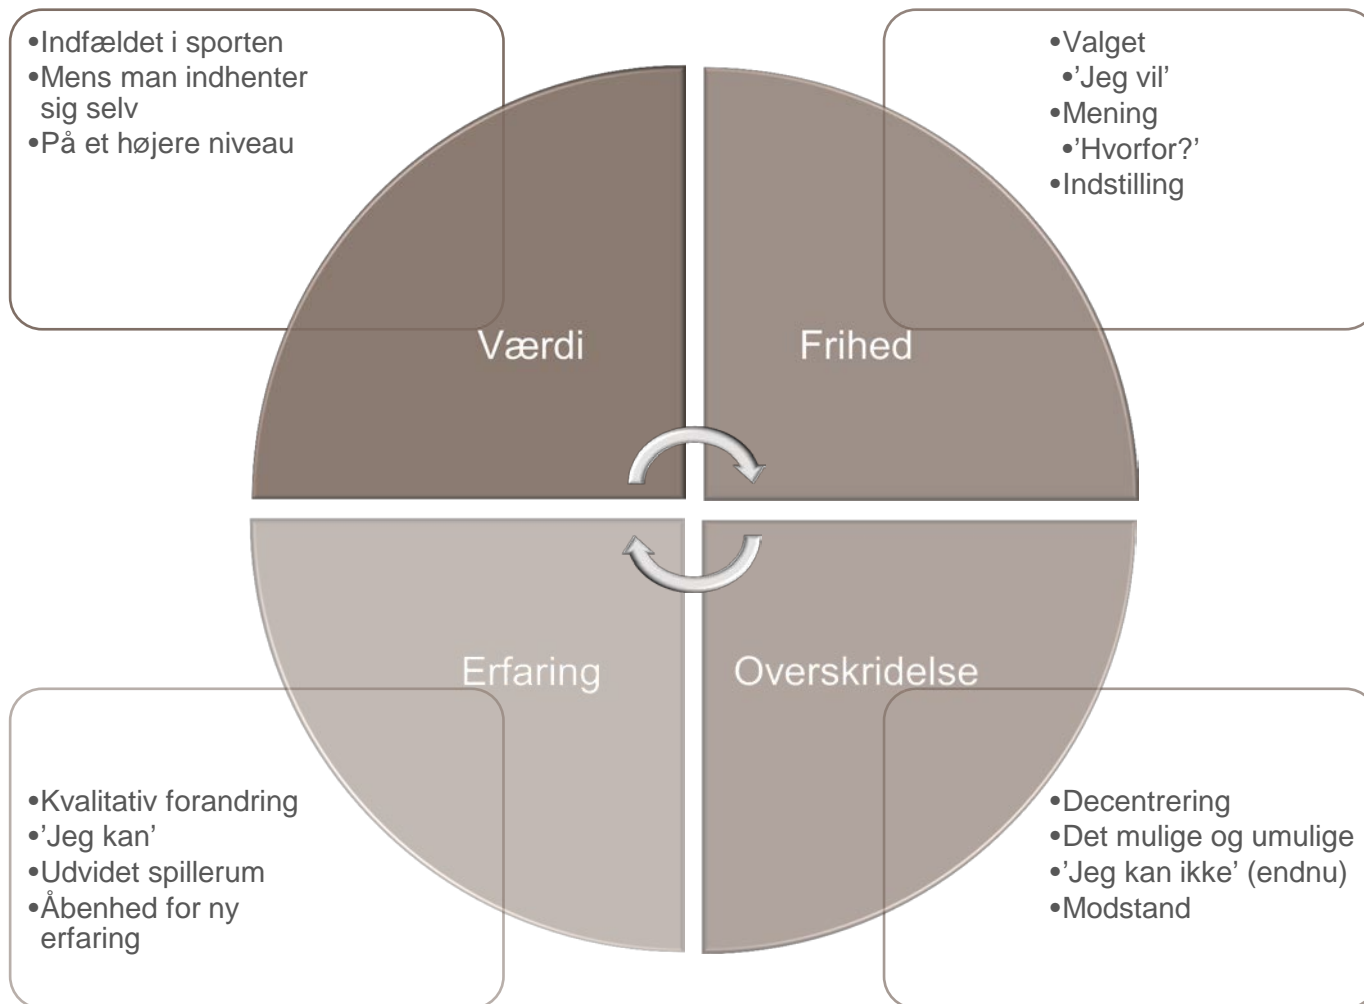 •Indfældet i sporten
•Mens man indhenter
sig selv
•På et højere niveau
•Valget
•’Jeg vil’
•Mening
•’Hvorfor?’
•Indstilling
Værdi
Frihed
Erfaring
Overskridelse
•Kvalitativ forandring
•’Jeg kan’
•Udvidet spillerum
•Åbenhed for ny
erfaring
•Decentrering
•Det mulige og umulige
•’Jeg kan ikke’ (endnu)
•Modstand